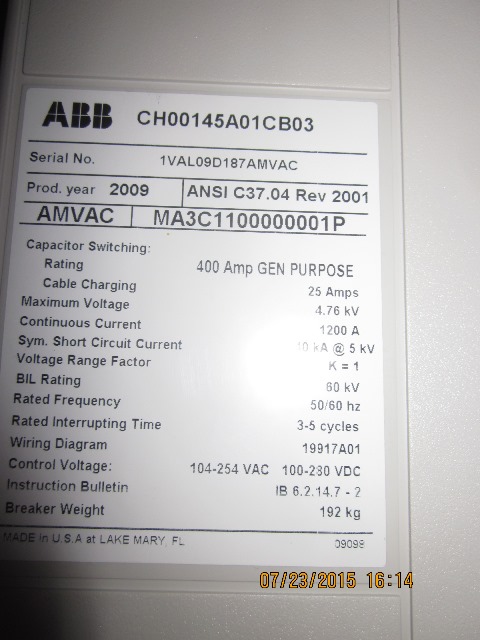 ABB CH00145A01CB03
Serial No. 1VAL09D187AMVAC
Prod. year 2009 ANSI C37.04 Rev 2001
AMVAC MA3C1100000001P
Capacitor Switching:
Rating 400 Amp GEN PURPOSE
Cable Charging 25 Amps
Maximum Voltage 4.76 kV
Continuous Current 1200 A
Sym. Short Circuit Current kA @ 5 kV
Voltage Range Factor K = 1
BIL Rating 60 kV
Rated Frequency 50/60 hz
Rated Interrupting Time 3-5 cycles
Wiring Diagram 19917A01
Control Voltage: 104-254 VAC 100-280 VDC
Instruction Bulletin IB 6.2.14.7 - 2
Breaker Weight 192 kg
MADE in U.S.A at LAKE MARY, FL 09098
07/23/2015 16:14